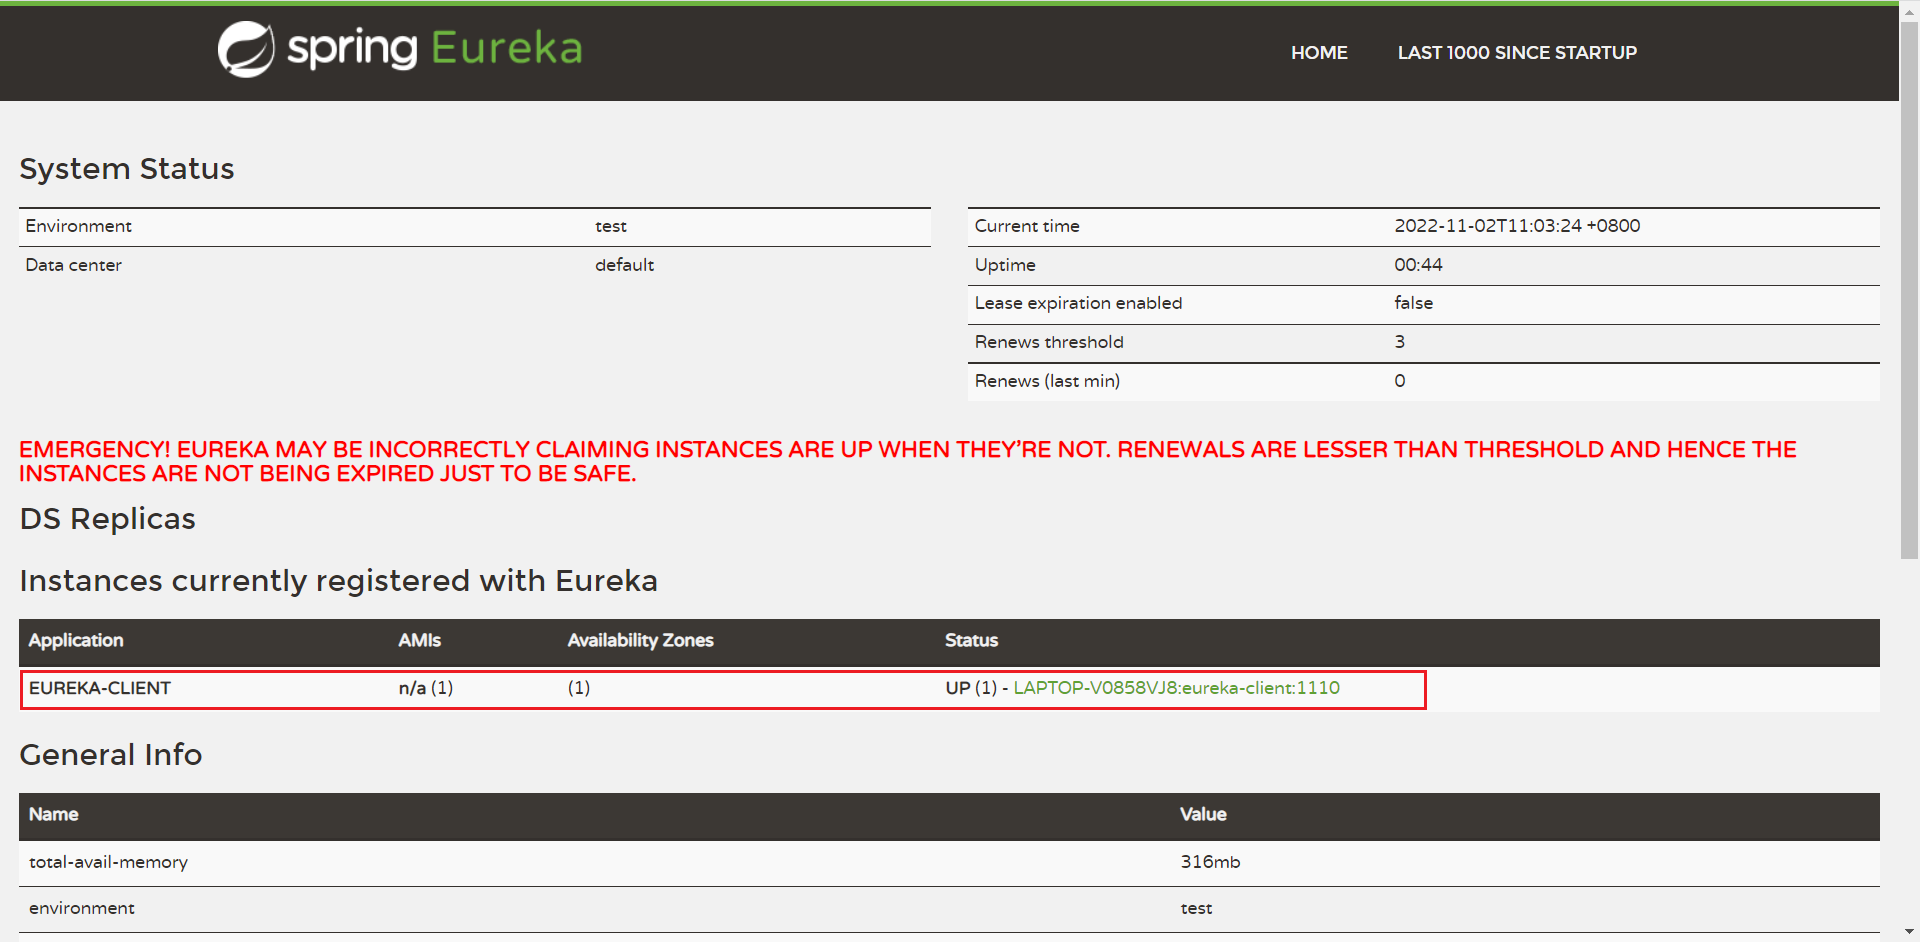 spring Eureka
HOME LAST 1000 SINCE STARTUP
System Status
Environment test
Data center default
Current time 2022-11-02T11:03:24 +0800
Uptime 00:44
Lease expiration enabled false
Renews threshold 3
Renews (last min) 0
EMERGENCY! EUREKA MAY BE INCORRECTLY CLAIMING INSTANCES ARE UP WHEN THEY’RE NOT. RENEWALS ARE LESSER THAN THRESHOLD AND HENCE THE
INSTANCES ARE NOT BEING EXPIRED JUST TO BE SAFE.
DS Replicas
Instances currently registered with Eureka
Application AMIs Availability Zones Status
EUREKA-CLIENT n/a (1) (1) UP (1) - LAPTOP-V0858VJ8:eureka-client:1110
General Info
Name Value
total-avail-memory 316mb
environment test